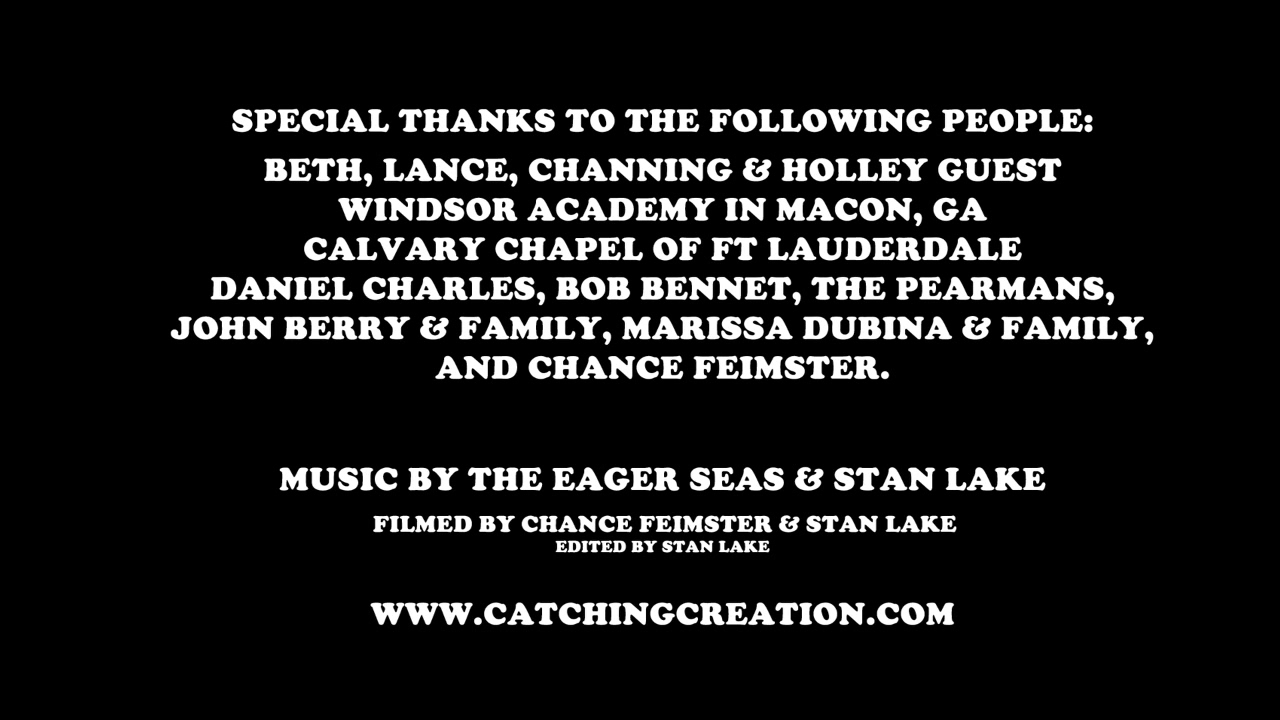 SPECIAL THANKS TO THE FOLLOWING PEOPLE:
BETH, LANCE, CHANNING & HOLLEY GUEST
WINDSOR ACADEMY IN MACON, GA
CALVARY CHAPEL OF FT LAUDERDALE
DANIEL CHARLES, BOB BENNET, THE PEARMANS,
JOHN BERRY & FAMILY, MARISSA DUBINA & FAMILY,
AND CHANCE FEIMSTER.
MUSIC BY THE EAGER SEAS & STAN LAKE
FILMED BY CHANCE FEIMSTER & STAN LAKE
EDITED BY STAN LAKE
WWW.CATCHINGCREATION.COM